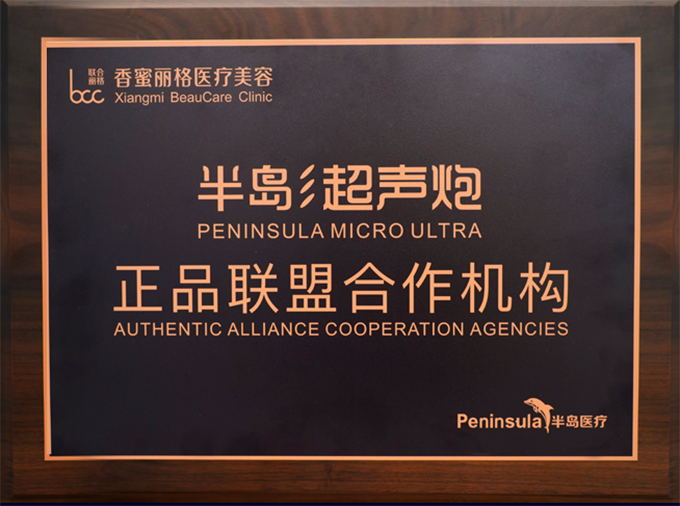 联合丽格
bcc
香蜜丽格医疗美容
Xiangmi BeauCare Clinic
半岛超声炮
PENINSULA MICRO ULTRA
正品联盟合作机构
AUTHENTIC ALLIANCE COOPERATION AGENCIES
Peninsula 半岛医疗